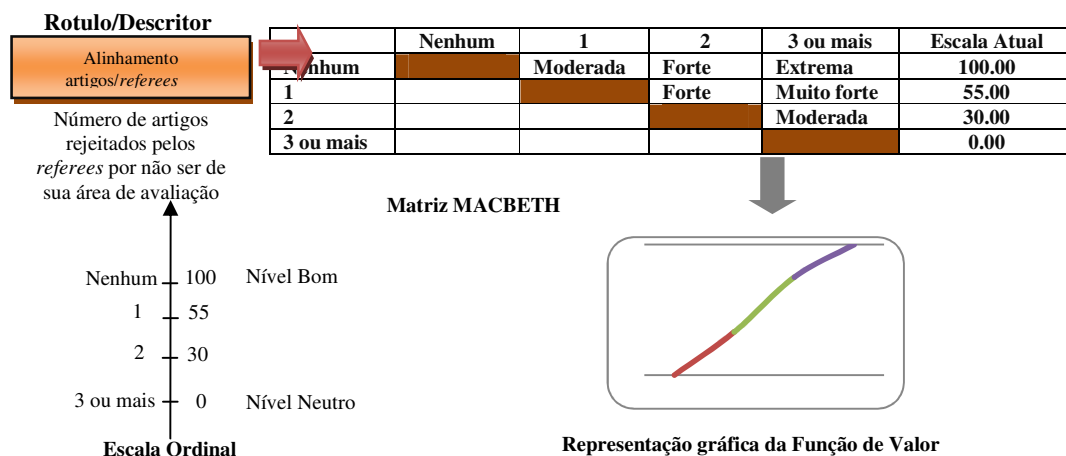 Rotulo/Descritor
Alinhamento
artigos/referees
Número de artigos
rejeitados pelos
referees por não ser de
sua área de avaliação
Nenhum 1 2 3 ou mais Escala Atual
Nenhum Moderada Forte Extrema 100.00
1 Forte Muito forte 55.00
2 Moderada 30.00
3 ou mais 0.00
Matriz MACBETH
Nenhum 100 Nível Bom
1 55
2 30
3 ou mais 0 Nível Neutro
Escala Ordinal
Representação gráfica da Função de Valor